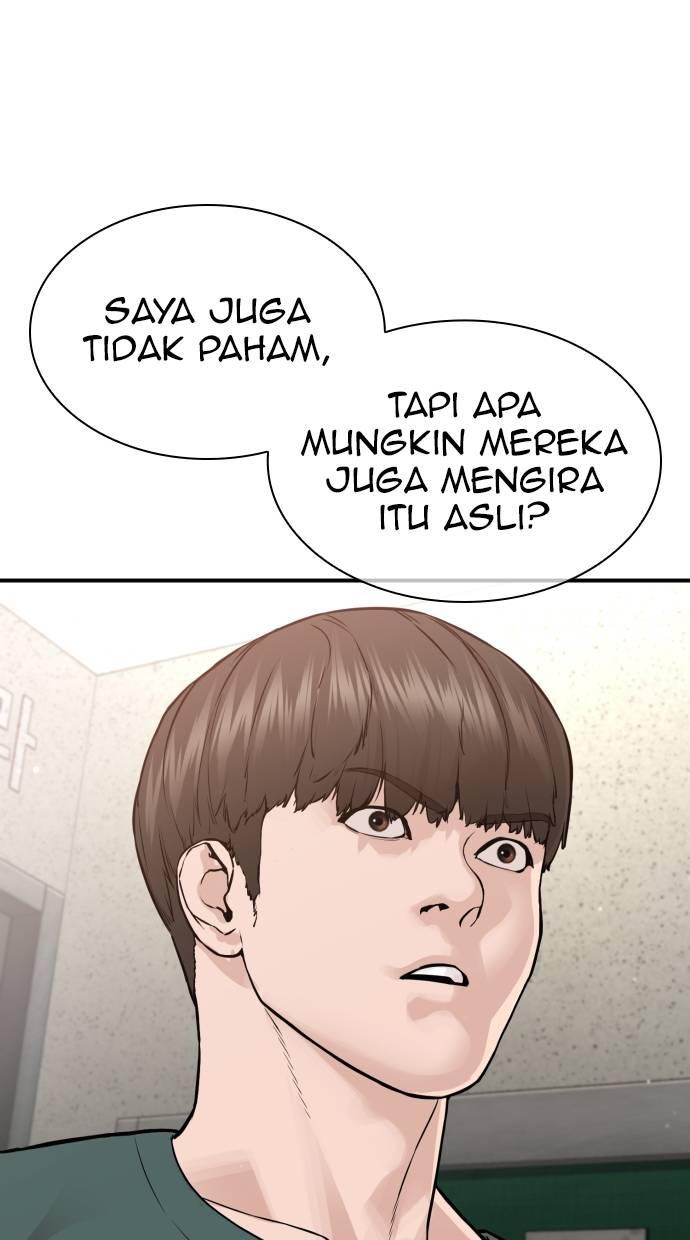 SAYA JUGA
TIDAK PAHAM,
TAPI APA
MUNGKIN MEREKA
JUGA MENGIRA
ITU ASLI?